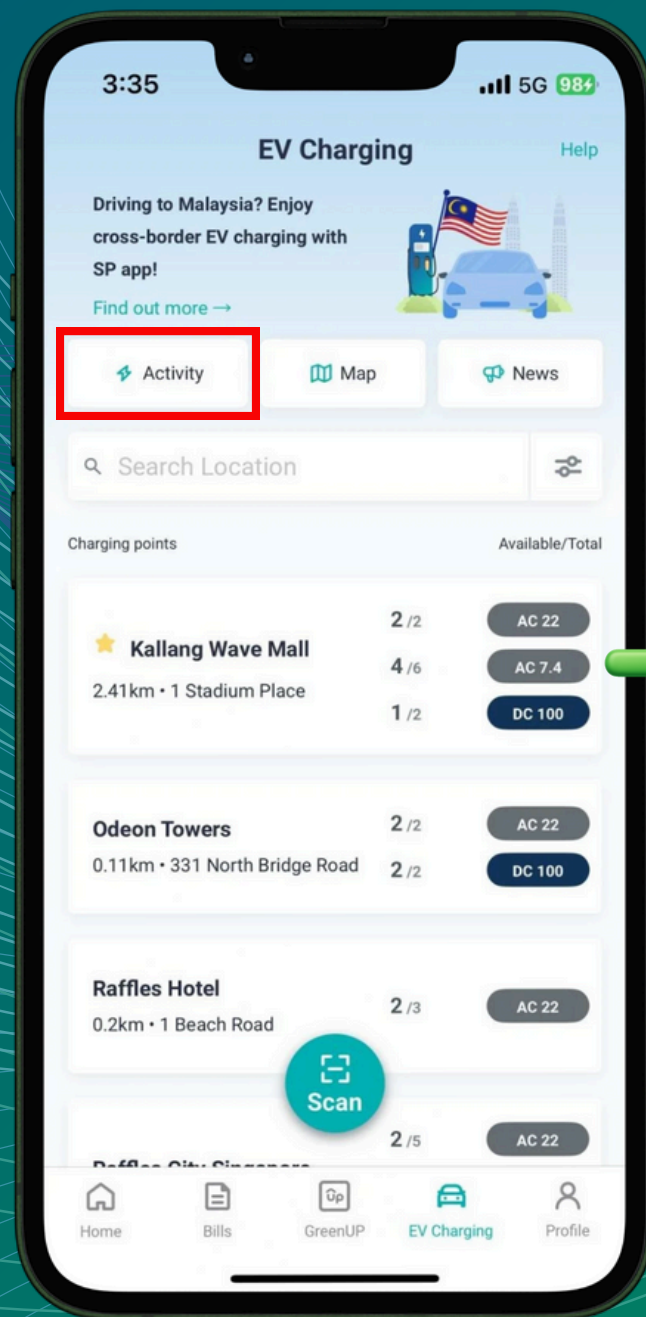 3:35
5G 98
EV Charging
Help
Driving to Malaysia? Enjoy
cross-border EV charging with
SP app!
Find out more →
Activity
Map
News
Search Location
Charging points
Available/Total
Kallang Wave Mall
2.41km • 1 Stadium Place
2 /2 AC 22
4 /6 AC 7.4
1 /2 DC 100
Odeon Towers
0.11km • 331 North Bridge Road
2 /2 AC 22
2 /2 DC 100
Raffles Hotel
0.2km • 1 Beach Road
2 /3 AC 22
Scan
2 /5 AC 22
Raffles City Singapore
Home
Bills
Up
GreenUP
EV Charging
Profile